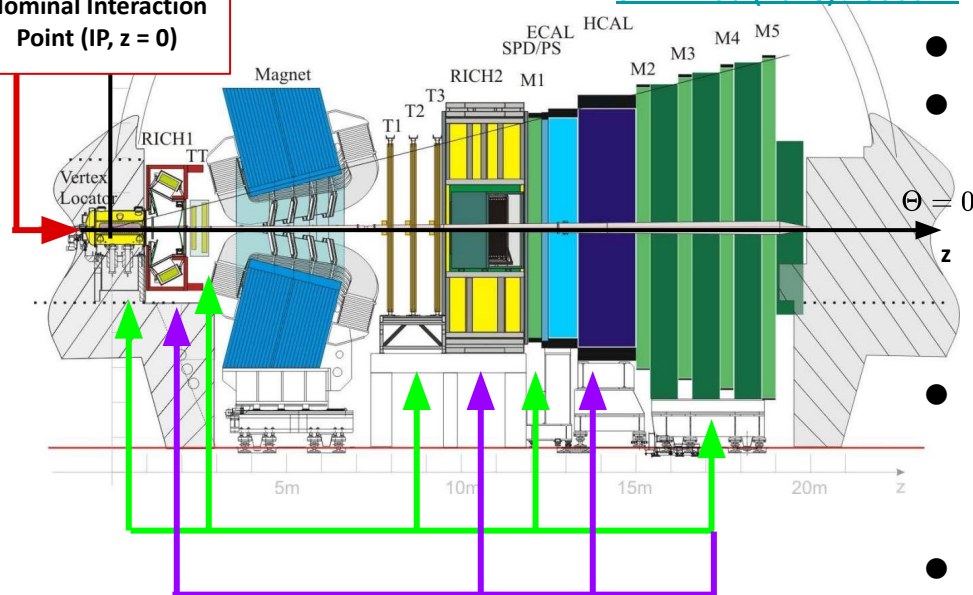 Nominal Interaction
Point (IP, z = 0)
ECAL
HCAL
SPD/PS
M1
M2
M3
M4
M5
Magnet
RICH2
T1
T2
T3
RICH1
TT
Vertex
Locator
Θ = 0
z
5m
10m
15m
20m
z